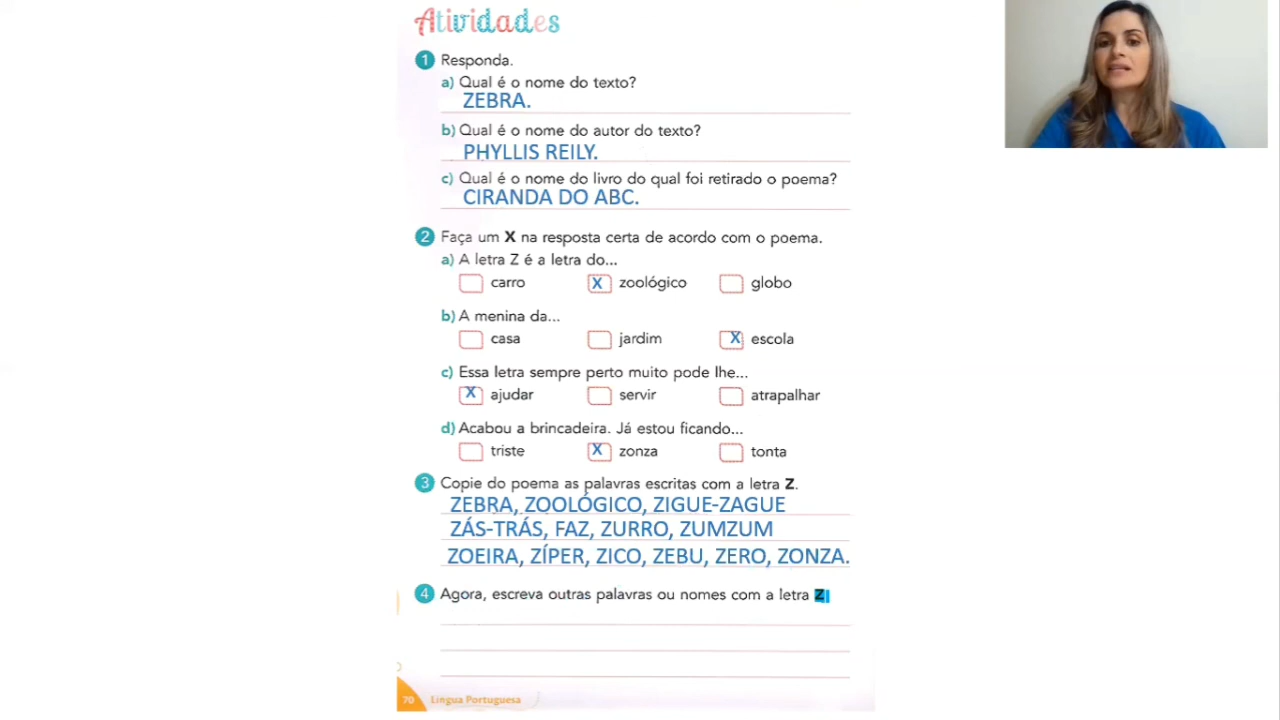 Atividades
1 Responda.
a) Qual é o nome do texto?
ZEBRA.
b) Qual é o nome do autor do texto?
PHYLLIS REILY.
c) Qual é o nome do livro do qual foi retirado o poema?
CIRANDA DO ABC.
2 Faça um X na resposta certa de acordo com o poema.
a) A letra Z é a letra do...
carro X zoológico globo
b) A menina da...
casa jardim X escola
c) Essa letra sempre perto muito pode lhe...
X ajudar servir atrapalhar
d) Acabou a brincadeira. Já estou ficando...
triste X zonza tonta
3 Copie do poema as palavras escritas com a letra Z.
ZEBRA, ZOOLÓGICO, ZIGUE-ZAGUE
ZÁS-TRÁS, FAZ, ZURRO, ZUMZUM
ZOEIRA, ZÍPER, ZICO, ZEBU, ZERO, ZONZA.
4 Agora, escreva outras palavras ou nomes com a letra Z
70 Língua Portuguesa